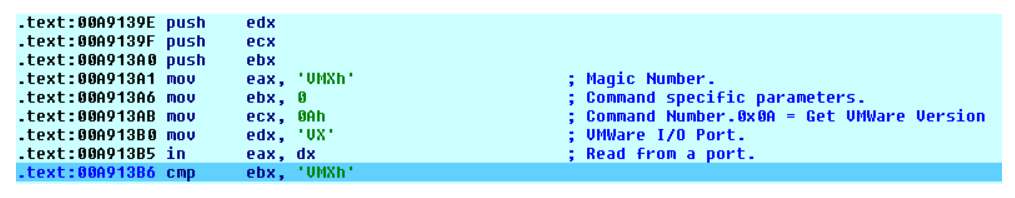 .text:00A9139E push    edx
.text:00A9139F push    ecx
.text:00A913A0 push    ebx
.text:00A913A1 mov     eax, 'VMXh'                     ; Magic Number.
.text:00A913A6 mov     ebx, 0                          ; Command specific parameters.
.text:00A913AB mov     ecx, 0Ah                        ; Command Number.0x0A = Get VMWare Version
.text:00A913B0 mov     edx, 'VX'                       ; VMWare I/O Port.
.text:00A913B5 in      eax, dx                         ; Read from a port.
.text:00A913B6 cmp     ebx, 'VMXh'